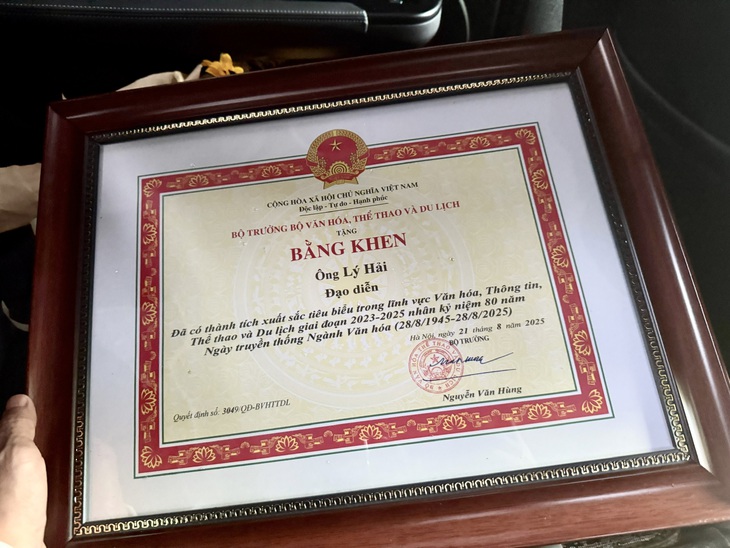 CỘNG HÒA XÃ HỘI CHỦ NGHĨA VIỆT NAM
Độc lập - Tự do - Hạnh phúc
BỘ TRƯỞNG BỘ VĂN HÓA, THỂ THAO VÀ DU LỊCH
TẶNG
BẰNG KHEN
Ông Lý Hải
Đạo diễn
Đã có thành tích xuất sắc tiêu biểu trong lĩnh vực Văn hóa, Thông tin,
Thể thao và Du lịch giai đoạn 2023-2025 nhân kỷ niệm 80 năm
Ngày truyền thống Ngành Văn hóa (28/8/1945-28/8/2025)
Hà Nội, ngày 21 tháng 8 năm 2025
BỘ TRƯỞNG
Nguyễn Văn Hùng
Quyết định số: 3049/QĐ-BVHTTDL